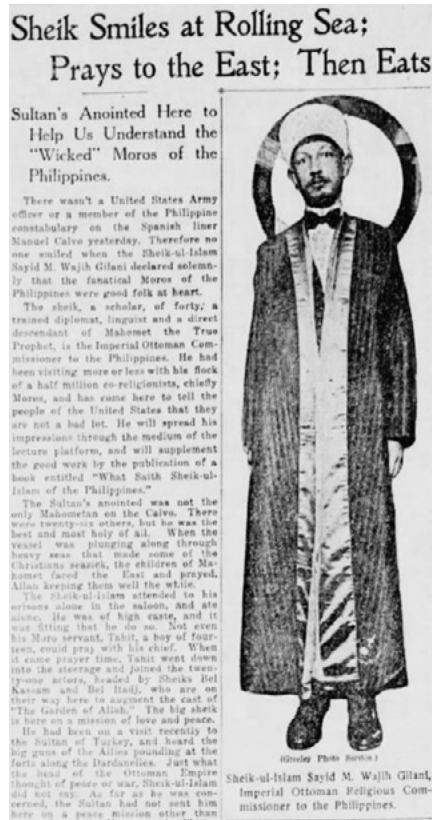 Sheik Smiles at Rolling Sea;
Prays to the East; Then Eats
Sultan's Anointed Here to
Help Us Understand the
"Wicked" Moros of the
Philippines.
There wasn't a United States Army
officer or a member of the Philippine
constabulary on the Spanish liner
Manuel Calvo yesterday. Therefore no
one smiled when the Sheik-ul-Islam
Sayid M. Wajih Gilani declared solemn-
ly that the fanatical Moros of the
Philippines were good folk at heart.
The sheik, a scholar, of forty; a
trained diplomat, linguist and a direct
descendant of Mahomet the True
Prophet, is the Imperial Ottoman Com-
missioner to the Philippines. He had
been visiting more or less with his flock
of a half million co-religionists, chiefly
Moros, and has come here to tell the
people of the United States that they
are not a bad lot. He will spread his
impressions through the medium of the
lecture platform, and will supplement
the good work by the publication of a
book entitled "What Saith Sheik-ul-
Islam of the Philippines."
The Sultan's anointed was not the
only Mahometan on the Calvo. There
were twenty-six others, but he was the
best and most holy of all. When the
vessel was plunging along through
heavy seas that made some of the
Christians seasick, the children of Ma-
homet faced the East and prayed,
Allah keeping them well the while.
The Sheik-ul-Islam attended to his
orisons alone in the saloon, and ate
alone. He was of high caste, and it
was fitting that he do so. Not even
his Moro servant, Tahit, a boy of four-
teen, could pray with his chief. When
it came prayer time, Tahit went down
into the steerage and joined the twen-
ty-one actors, headed by Sheiks Bel
Kassam and Bel Hadj, who are on
their way here to augment the cast of
"The Garden of Allah." The big sheik
is here on a mission of love and peace.
He had been on a visit recently to
the Sultan of Turkey, and heard the
big guns of the Allies pounding at the
forts along the Dardanelles. Just what
the head of the Ottoman Empire
thought of peace or war, Sheik-ul-Islam
did not say. As far as he was con-
cerned, the Sultan had not sent him
here on a peace mission other than
(Greeley Photo Service.)
Sheik-ul-Islam Sayid M. Wajih Gilani,
Imperial Ottoman Religious Com-
missioner to the Philippines.